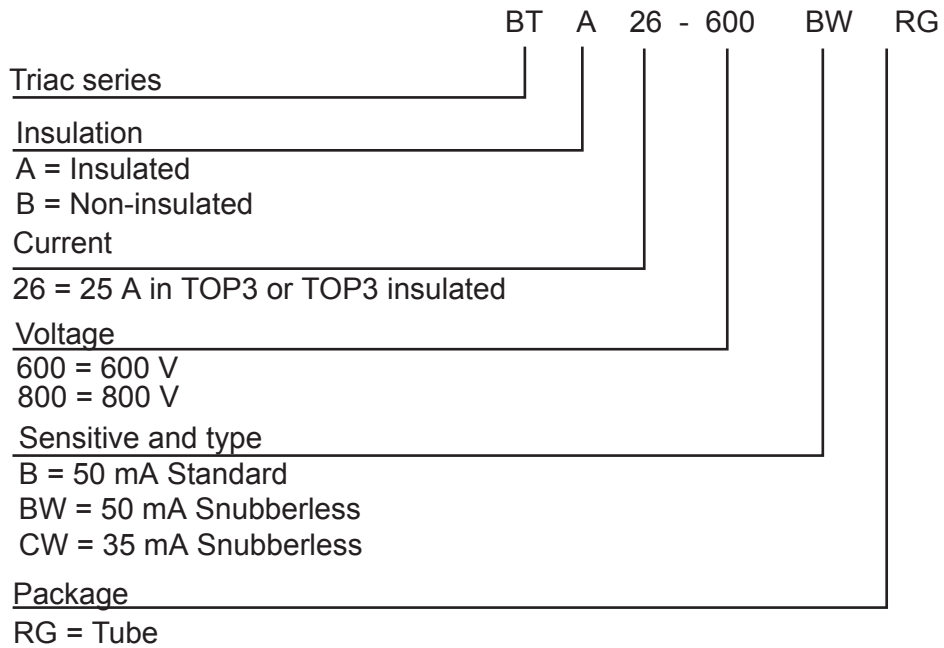 BT A 26 - 600 BW RG
Triac series
Insulation
A = Insulated
B = Non-insulated
Current
26 = 25 A in TOP3 or TOP3 insulated
Voltage
600 = 600 V
800 = 800 V
Sensitive and type
B = 50 mA Standard
BW = 50 mA Snubberless
CW = 35 mA Snubberless
Package
RG = Tube